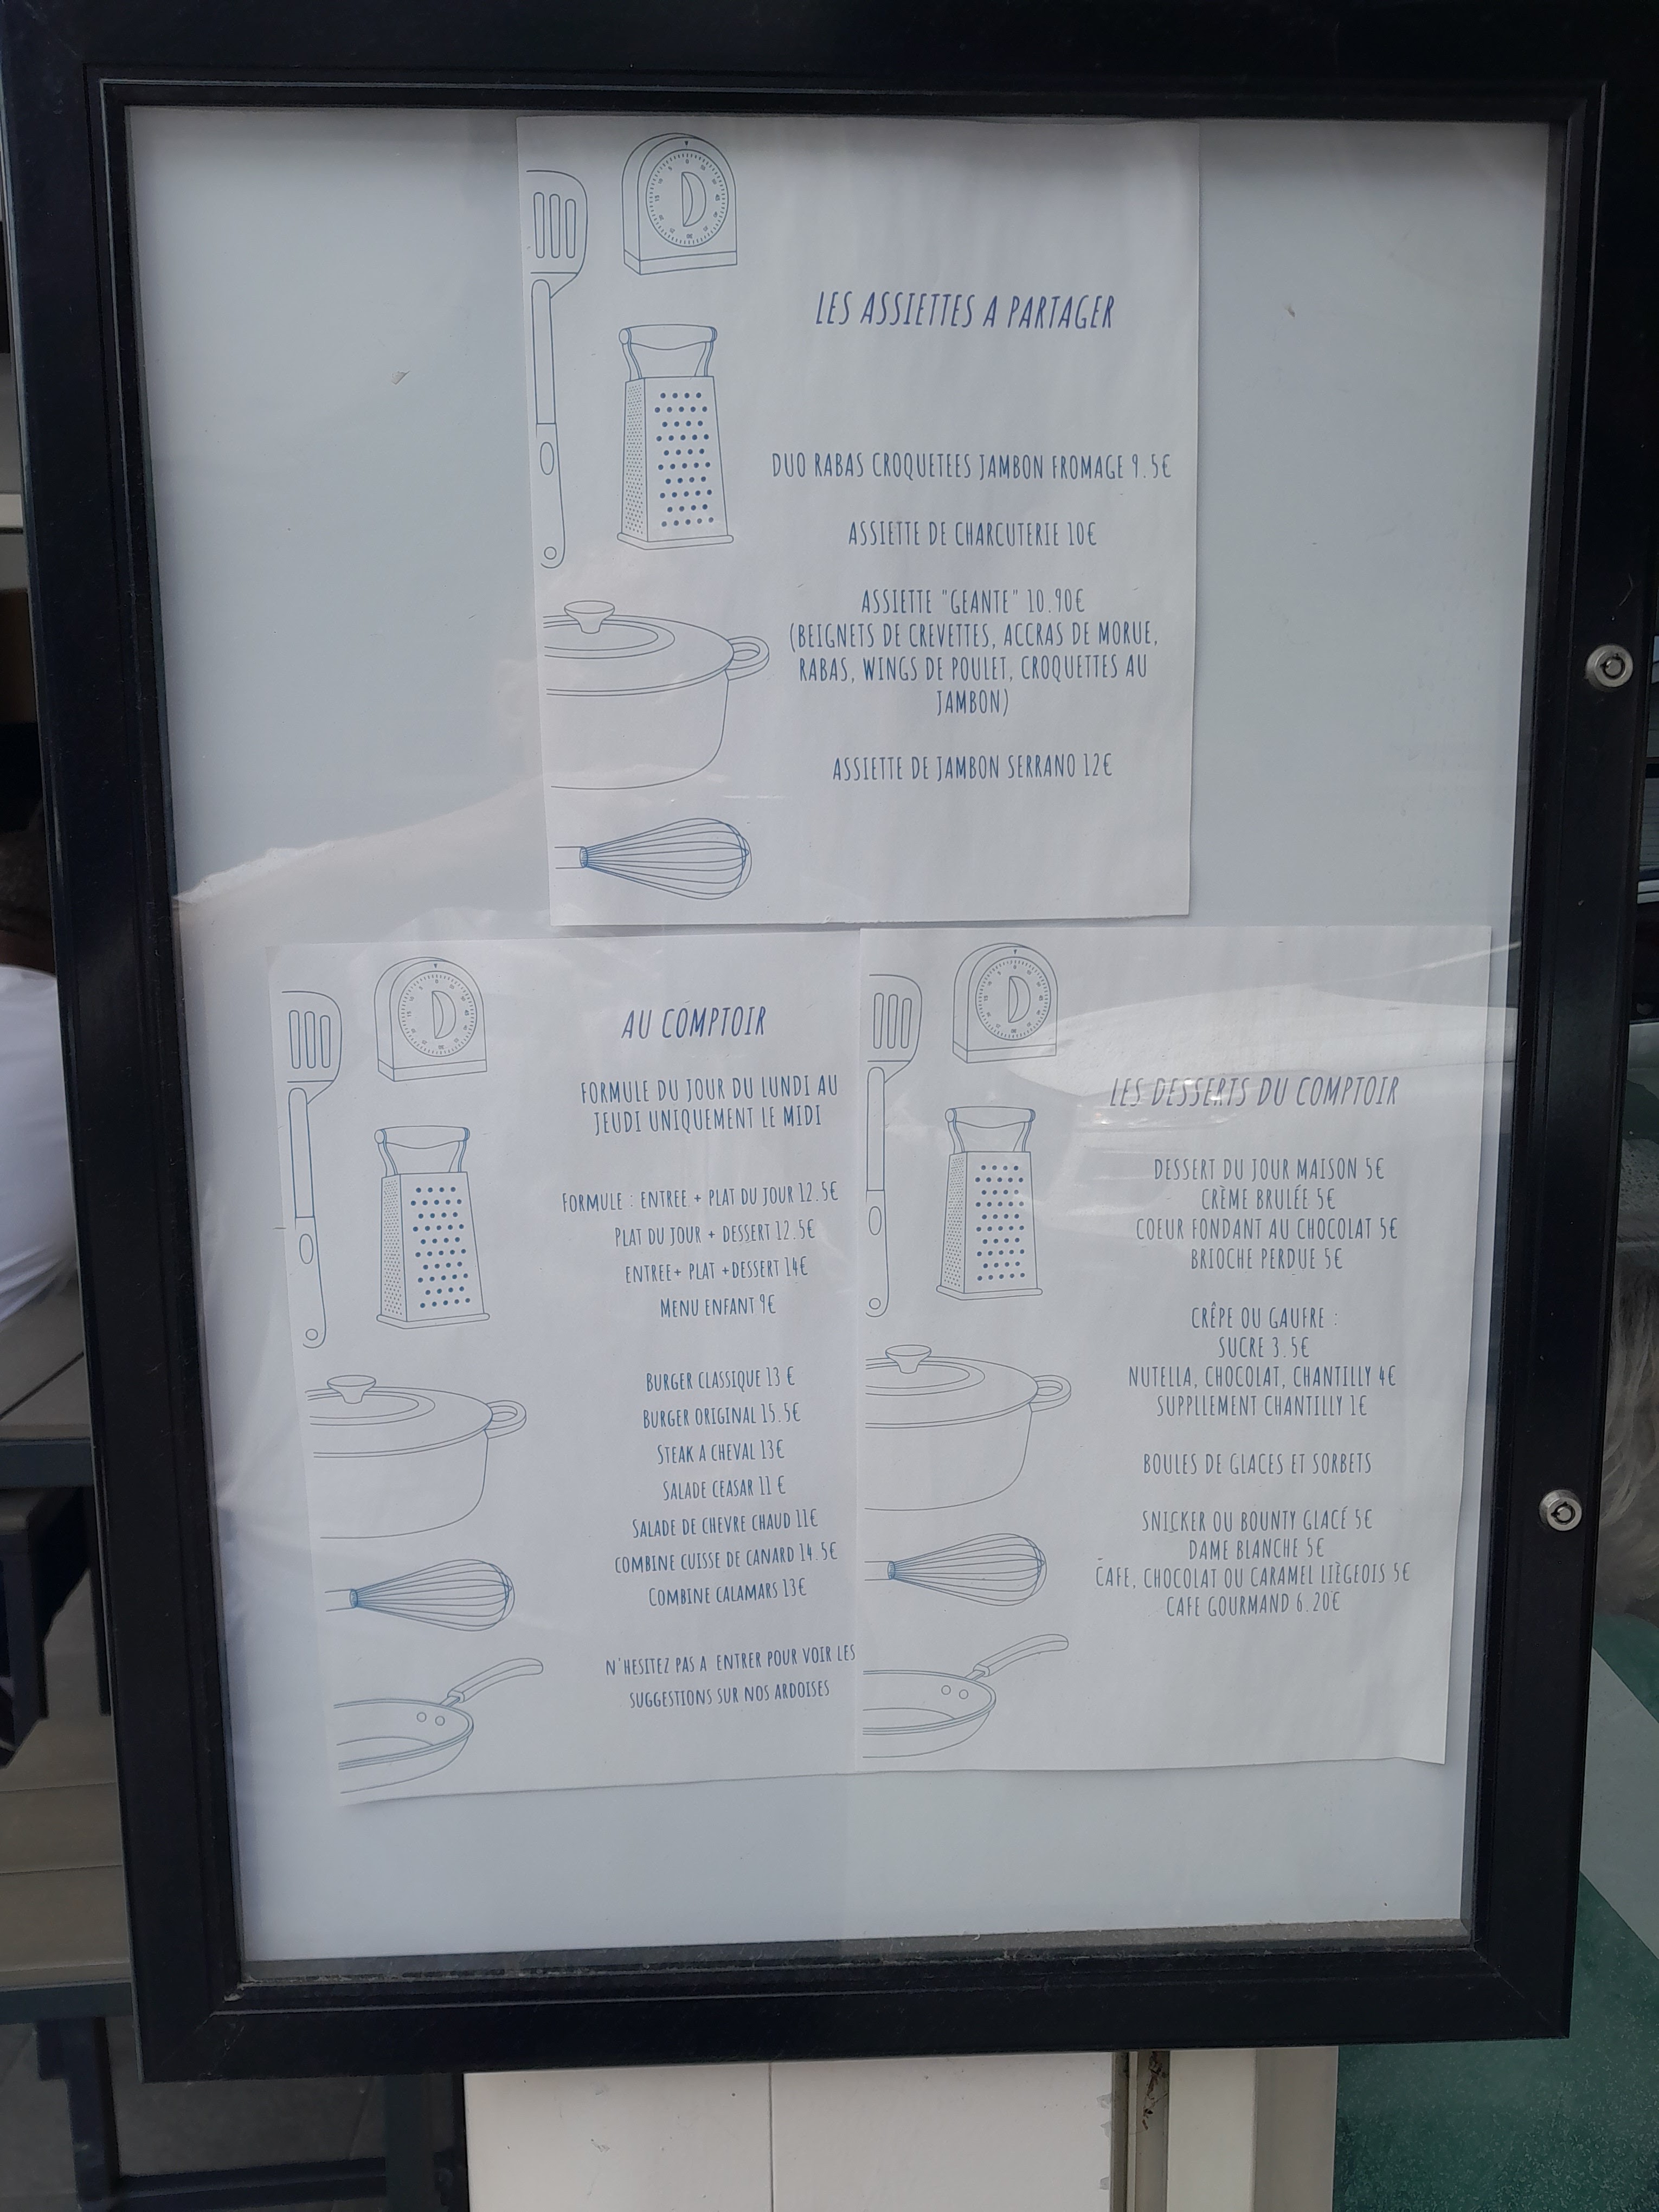 LES ASSIETTES A PARTAGER
DUO RABAS CROQUETEES JAMBON FROMAGE 9.5€
ASSIETTE DE CHARCUTERIE 10€
ASSIETTE "GEANTE" 10.90€
(BEIGNETS DE CREVETTES, ACCRAS DE MORUE,
RABAS, WINGS DE POULET, CROQUETTES AU
JAMBON)
ASSIETTE DE JAMBON SERRANO 12€
AU COMPTOIR
FORMULE DU JOUR DU LUNDI AU
JEUDI UNIQUEMENT LE MIDI
FORMULE : ENTREE + PLAT DU JOUR 12.5€
PLAT DU JOUR + DESSERT 12.5€
ENTREE+ PLAT +DESSERT 14€
MENU ENFANT 9€
BURGER CLASSIQUE 13 €
BURGER ORIGINAL 15.5€
STEAK A CHEVAL 13€
SALADE CEASAR 11 €
SALADE DE CHEVRE CHAUD 11€
COMBINE CUISSE DE CANARD 14.5€
COMBINE CALAMARS 13€
N'HESITEZ PAS A ENTRER POUR VOIR LES
SUGGESTIONS SUR NOS ARDOISES
LES DESSERTS DU COMPTOIR
DESSERT DU JOUR MAISON 5€
CRÈME BRULÉE 5€
COEUR FONDANT AU CHOCOLAT 5€
BRIOCHE PERDUE 5€
CRÊPE OU GAUFRE :
SUCRE 3.5€
NUTELLA, CHOCOLAT, CHANTILLY 4€
SUPPLLEMENT CHANTILLY 1€
BOULES DE GLACES ET SORBETS
SNICKER OU BOUNTY GLACÉ 5€
DAME BLANCHE 5€
CAFE, CHOCOLAT OU CARAMEL LIÈGEOIS 5€
CAFE GOURMAND 6.20€